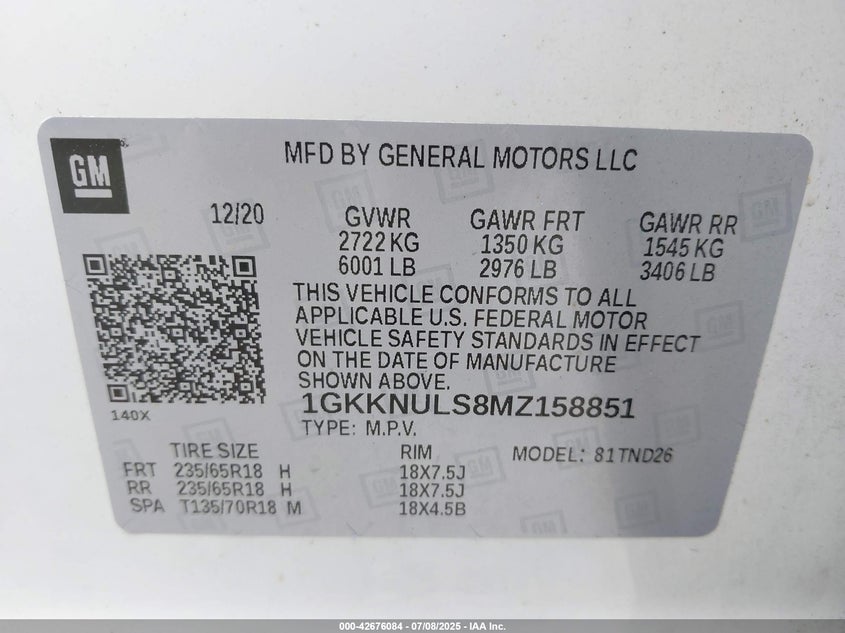 GM
MFD BY GENERAL MOTORS LLC
12/20 GVWR GAWR FRT GAWR RR
2722 KG 1350 KG 1545 KG
6001 LB 2976 LB 3406 LB
THIS VEHICLE CONFORMS TO ALL
APPLICABLE U.S. FEDERAL MOTOR
VEHICLE SAFETY STANDARDS IN EFFECT
ON THE DATE OF MANUFACTURE
SHOWN ABOVE.
140X
1GKKNULS8MZ158851
TYPE: M.P.V.
TIRE SIZE RIM MODEL: 81TND26
FRT 235/65R18 H 18X7.5J
RR 235/65R18 H 18X7.5J
SPA T135/70R18 M 18X4.5B
000-42676084 - 07/08/2025 - IAA Inc.